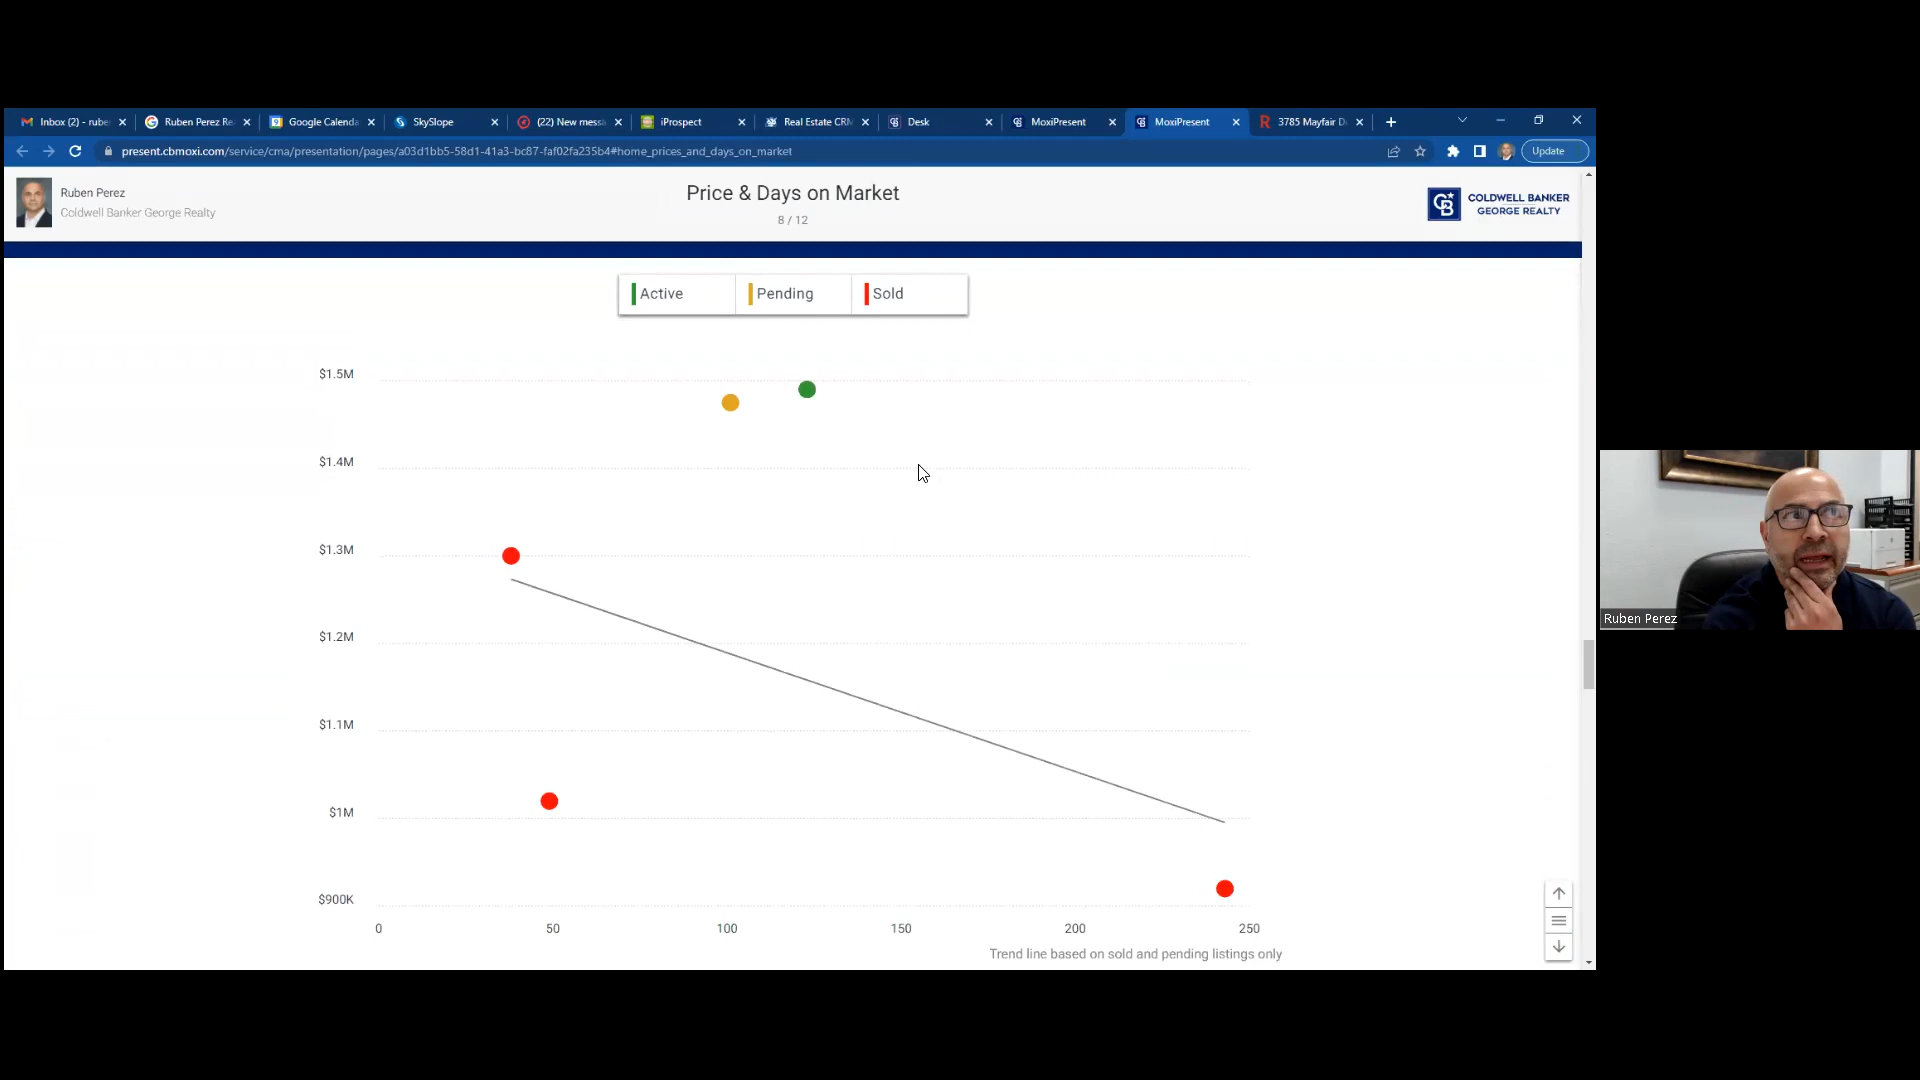 Inbox (2) - rube
Ruben Perez Re
Google Calenda
SkySlope
(22) New messa
iProspect
Real Estate CRM
Desk
MoxiPresent
MoxiPresent
3785 Mayfair D
present.cbmoxi.com/service/cma/presentation/pages/a03d1bb5-58d1-41a3-bc87-faf02fa235b4#home_prices_and_days_on_market
Update
Ruben Perez
Coldwell Banker George Realty
Price & Days on Market
8 / 12
COLDWELL BANKER
GEORGE REALTY
Active
Pending
Sold
$1.5M
$1.4M
$1.3M
$1.2M
$1.1M
$1M
$900K
0 50 100 150 200 250
Trend line based on sold and pending listings only
Ruben Perez